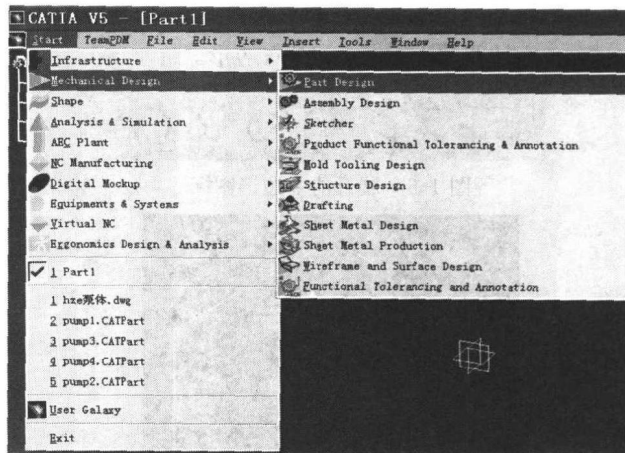 CATIA V5 - [Part1]
Start TeamPDM File Edit View Insert Tools Window Help
Infrastructure
Mechanical Design
Shape
Analysis & Simulation
AEC Plant
NC Manufacturing
Digital Mockup
Equipments & Systems
Virtual NC
Ergonomics Design & Analysis
1 Part1
1 hze泵体.dwg
2 pump1.CATPart
3 pump3.CATPart
4 pump4.CATPart
5 pump2.CATPart
User Galaxy
Exit
Part Design
Assembly Design
Sketcher
Product Functional Tolerancing & Annotation
Mold Tooling Design
Structure Design
Drafting
Sheet Metal Design
Sheet Metal Production
Wireframe and Surface Design
Functional Tolerancing and Annotation